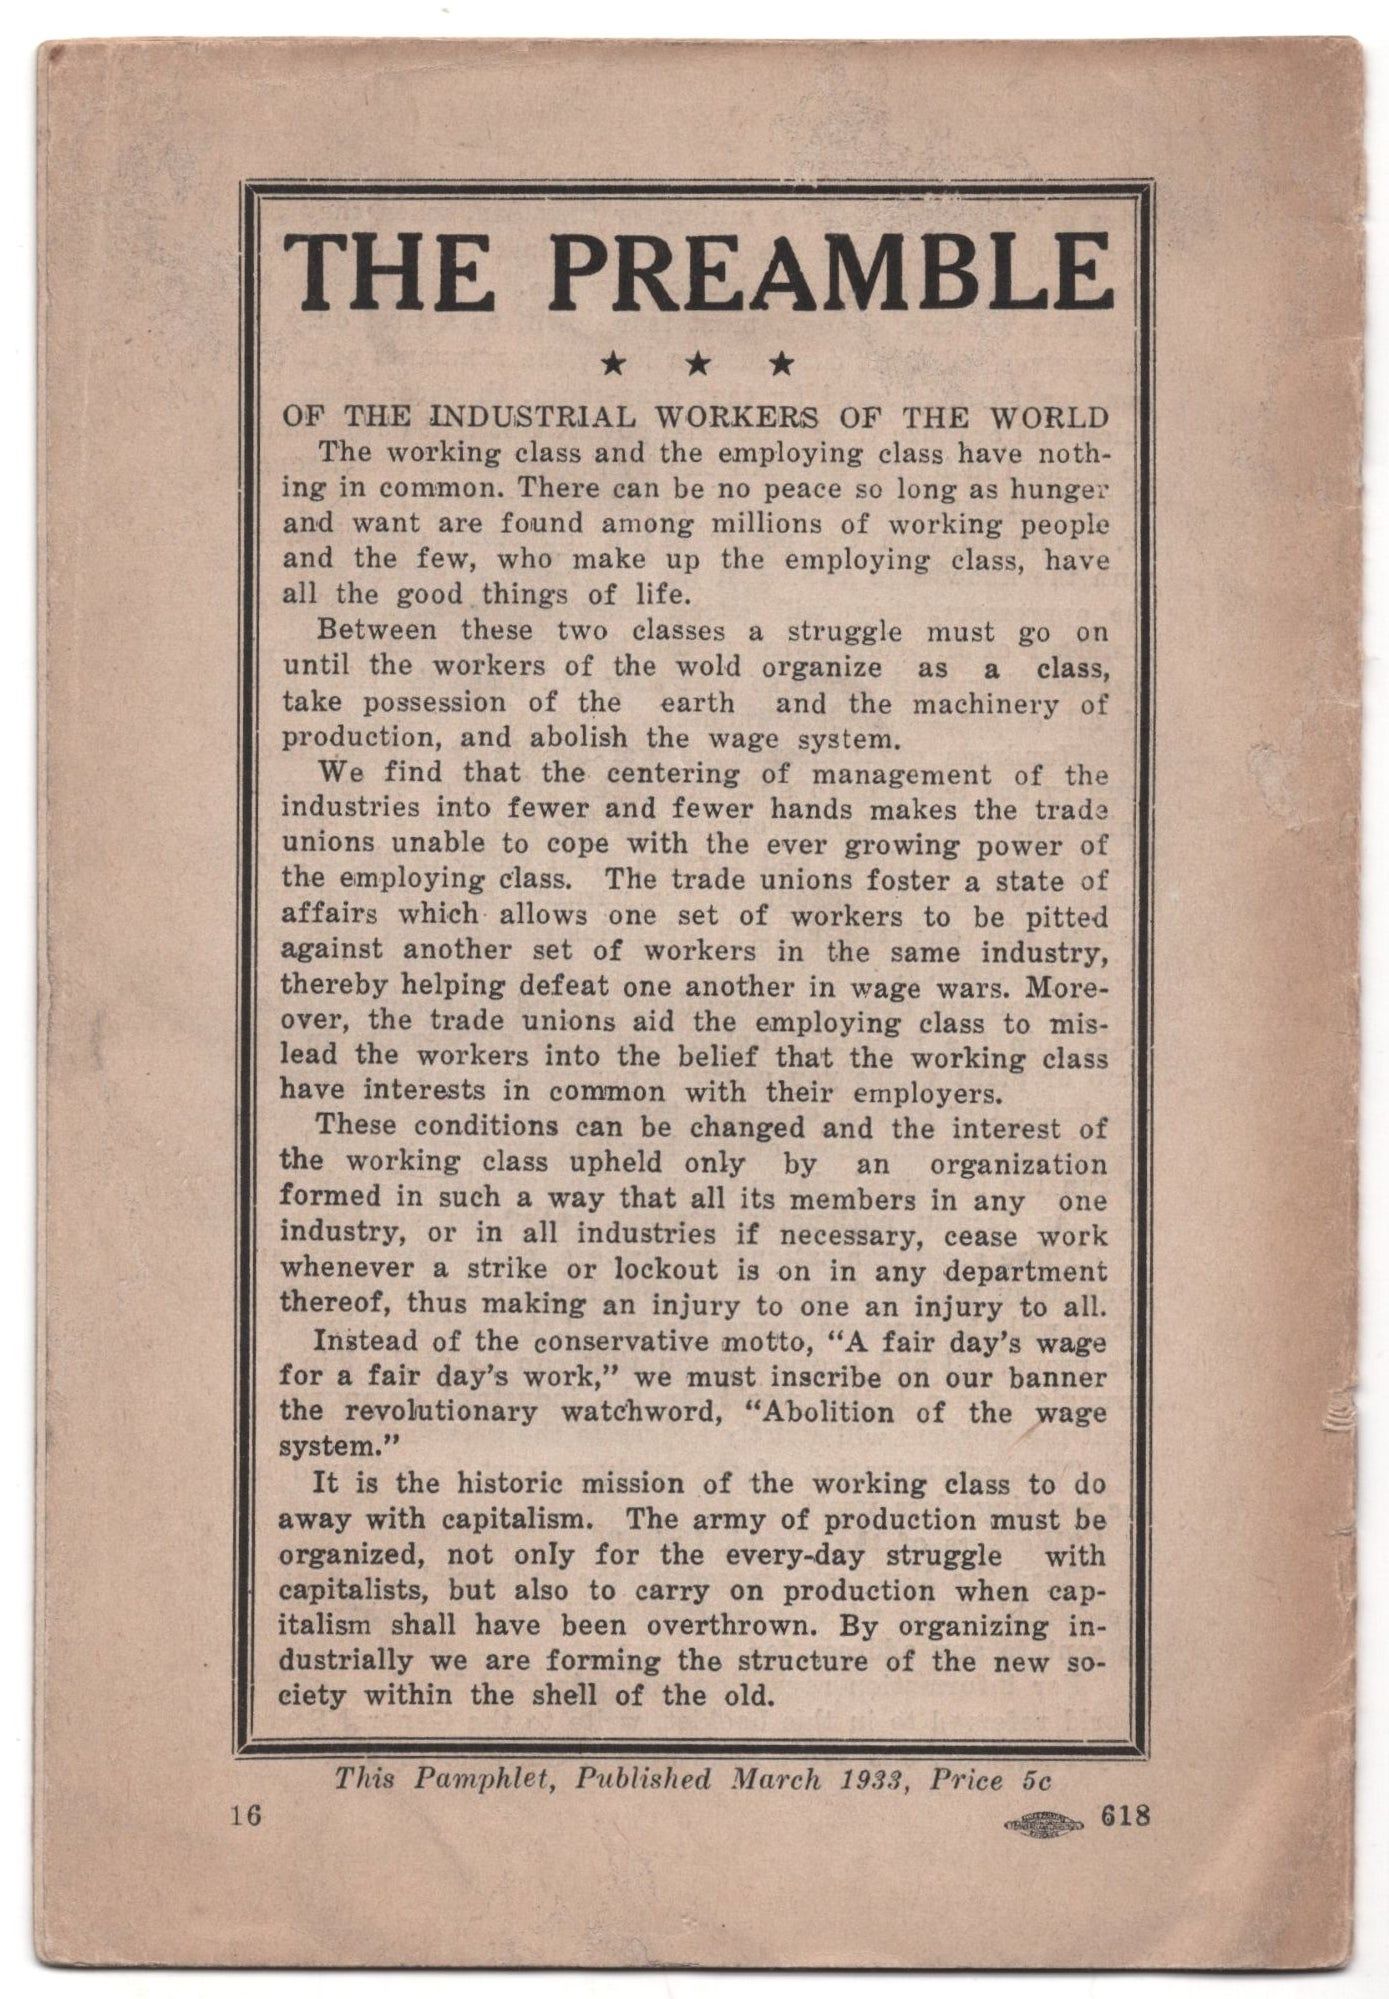 THE PREAMBLE
★ ★ ★
OF THE INDUSTRIAL WORKERS OF THE WORLD
The working class and the employing class have noth-
ing in common. There can be no peace so long as hunger
and want are found among millions of working people
and the few, who make up the employing class, have
all the good things of life.
Between these two classes a struggle must go on
until the workers of the wold organize as a class,
take possession of the earth and the machinery of
production, and abolish the wage system.
We find that the centering of management of the
industries into fewer and fewer hands makes the trade
unions unable to cope with the ever growing power of
the employing class. The trade unions foster a state of
affairs which allows one set of workers to be pitted
against another set of workers in the same industry,
thereby helping defeat one another in wage wars. More-
over, the trade unions aid the employing class to mis-
lead the workers into the belief that the working class
have interests in common with their employers.
These conditions can be changed and the interest of
the working class upheld only by an organization
formed in such a way that all its members in any one
industry, or in all industries if necessary, cease work
whenever a strike or lockout is on in any department
thereof, thus making an injury to one an injury to all.
Instead of the conservative motto, “A fair day’s wage
for a fair day’s work,” we must inscribe on our banner
the revolutionary watchword, “Abolition of the wage
system.”
It is the historic mission of the working class to do
away with capitalism. The army of production must be
organized, not only for the every-day struggle with
capitalists, but also to carry on production when cap-
italism shall have been overthrown. By organizing in-
dustrially we are forming the structure of the new so-
ciety within the shell of the old.
This Pamphlet, Published March 1933, Price 5c
16
618